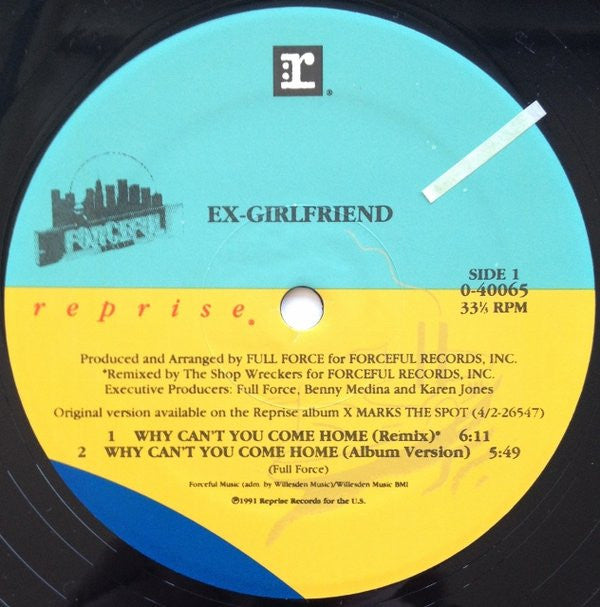 r
®
FORCEFUL
EX-GIRLFRIEND
SIDE 1
0-40065
33⅓ RPM
reprise.
Produced and Arranged by FULL FORCE for FORCEFUL RECORDS, INC.
*Remixed by The Shop Wreckers for FORCEFUL RECORDS, INC.
Executive Producers: Full Force, Benny Medina and Karen Jones
Original version available on the Reprise album X MARKS THE SPOT (4/2-26547)
1 WHY CAN'T YOU COME HOME (Remix)* 6:11
2 WHY CAN'T YOU COME HOME (Album Version) 5:49
(Full Force)
Forceful Music (adm. by Willesden Music)/Willesden Music BMI
℗1991 Reprise Records for the U.S.